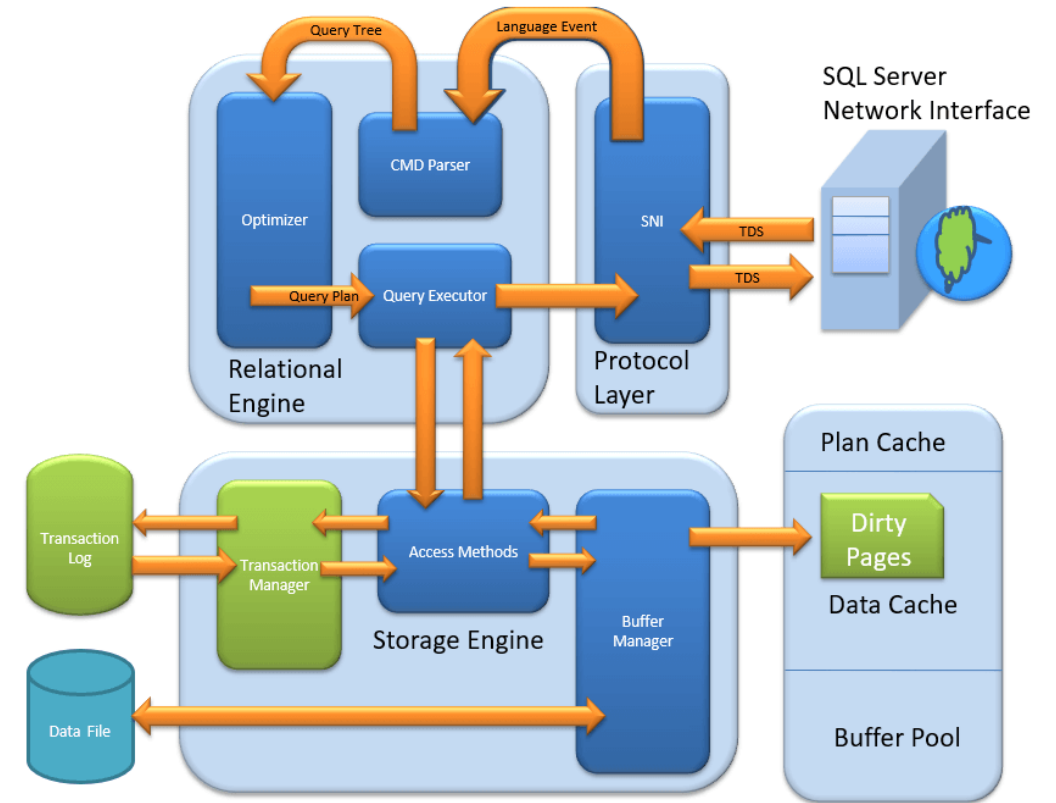 Query Tree
Language Event
SQL Server
Network Interface
CMD Parser
Optimizer
SNI
TDS
TDS
Query Plan
Query Executor
Relational
Engine
Protocol
Layer
Plan Cache
Dirty
Pages
Data Cache
Buffer Pool
Transaction
Log
Transaction
Manager
Access Methods
Storage Engine
Buffer
Manager
Data File